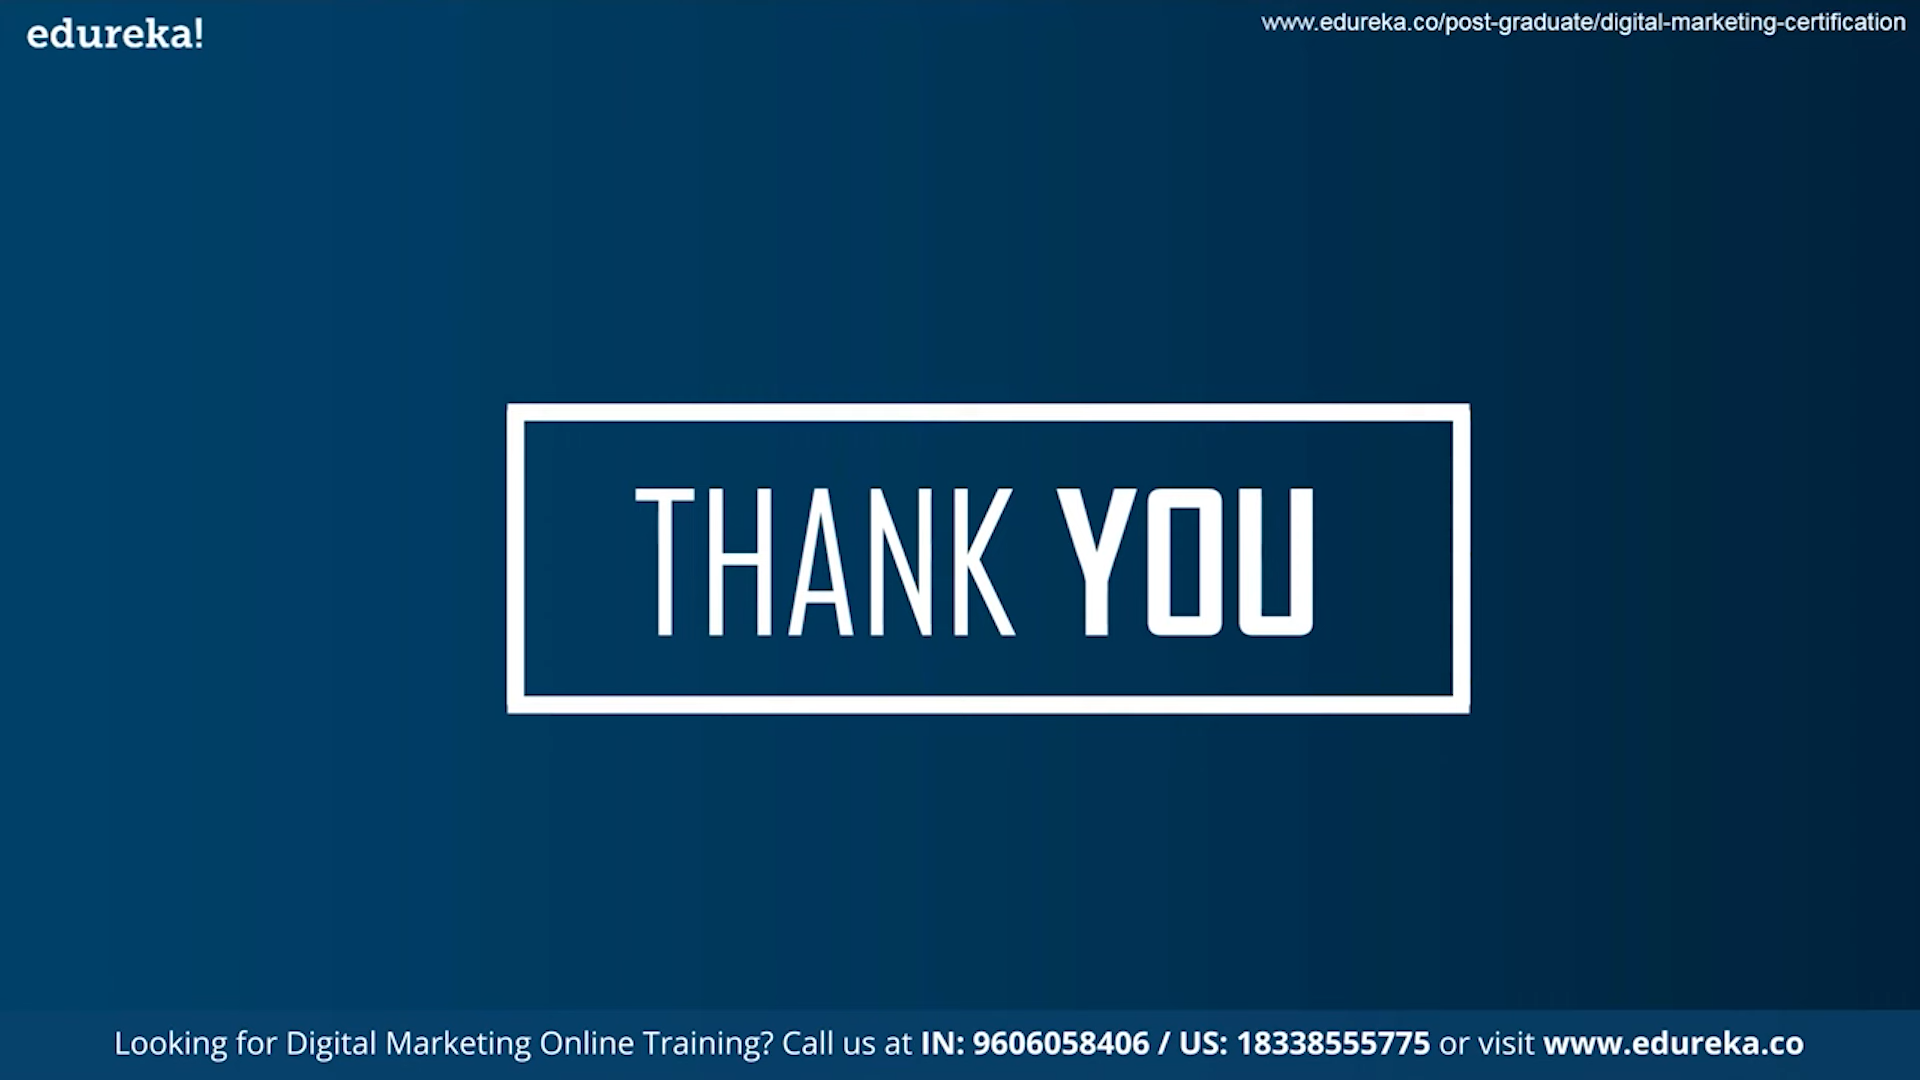 edureka!
www.edureka.co/post-graduate/digital-marketing-certification
THANK YOU
Looking for Digital Marketing Online Training? Call us at IN: 9606058406 / US: 18338555775 or visit www.edureka.co